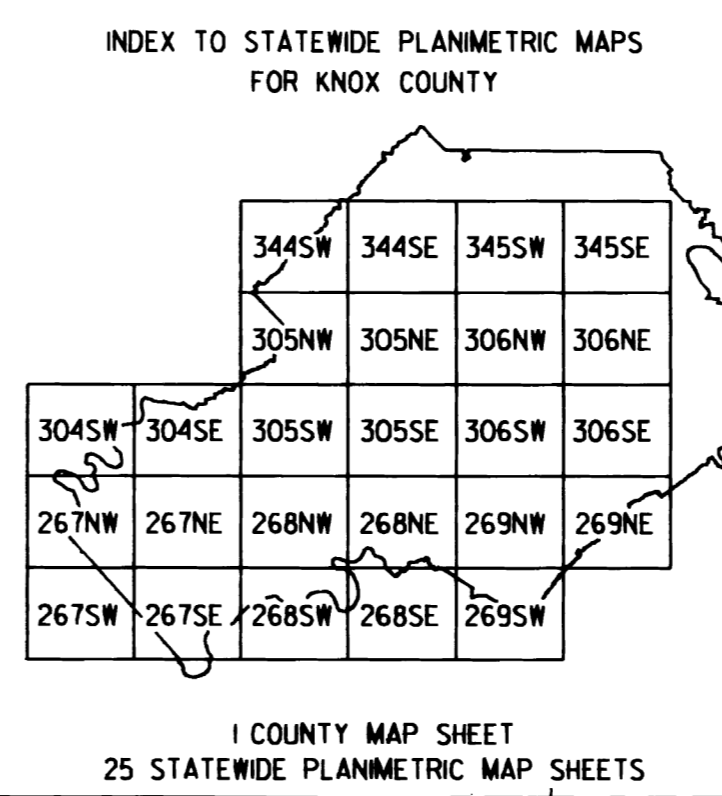 INDEX TO STATEWIDE PLANIMETRIC MAPS
FOR KNOX COUNTY
344SW 344SE 345SW 345SE
305NW 305NE 306NW 306NE
304SW 304SE 305SW 305SE 306SW 306SE
267NW 267NE 268NW 268NE 269NW 269NE
267SW 267SE 268SW 268SE 269SW
1 COUNTY MAP SHEET
25 STATEWIDE PLANIMETRIC MAP SHEETS